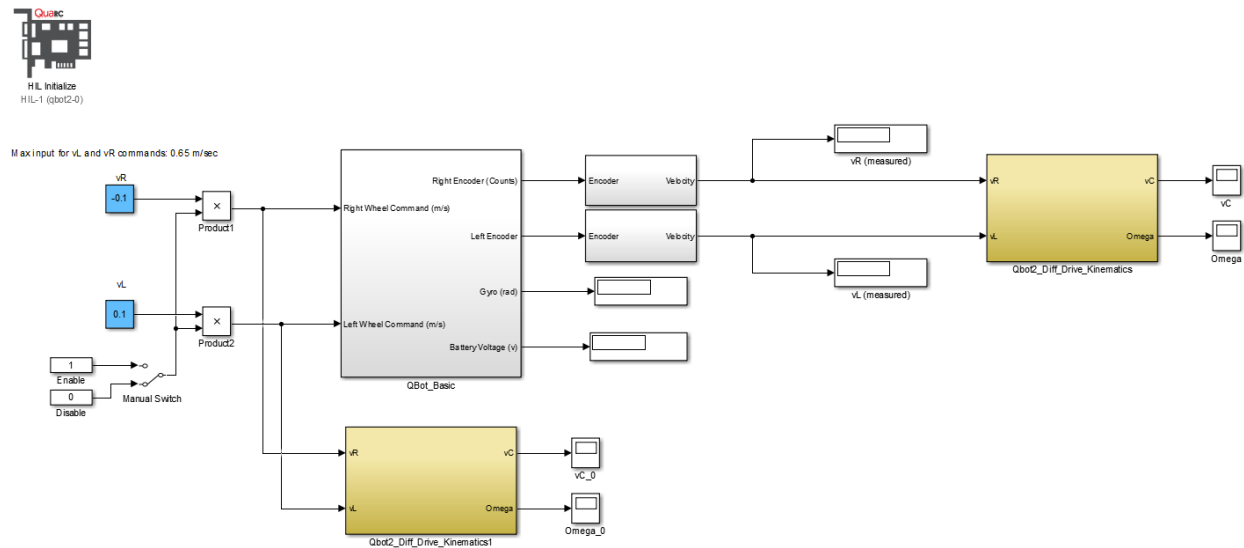 QUARC
HIL Initialize
HIL-1 (qbot2-0)
Max input for vL and vR commands: 0.65 m/sec
vR
-0.1
×
Product1
vL
0.1
×
Product2
1
Enable
0
Disable
Manual Switch
Right Encoder (Counts)
Right Wheel Command (m/s)
Left Encoder
Gyro (rad)
Left Wheel Command (m/s)
Battery Voltage (v)
QBot_Basic
Encoder Velocity
Encoder Velocity
vR (measured)
vL (measured)
vR vC
vL Omega
Qbot2_Diff_Drive_Kinematics
vC
Omega
vR vC
vL Omega
Qbot2_Diff_Drive_Kinematics1
vC_0
Omega_0